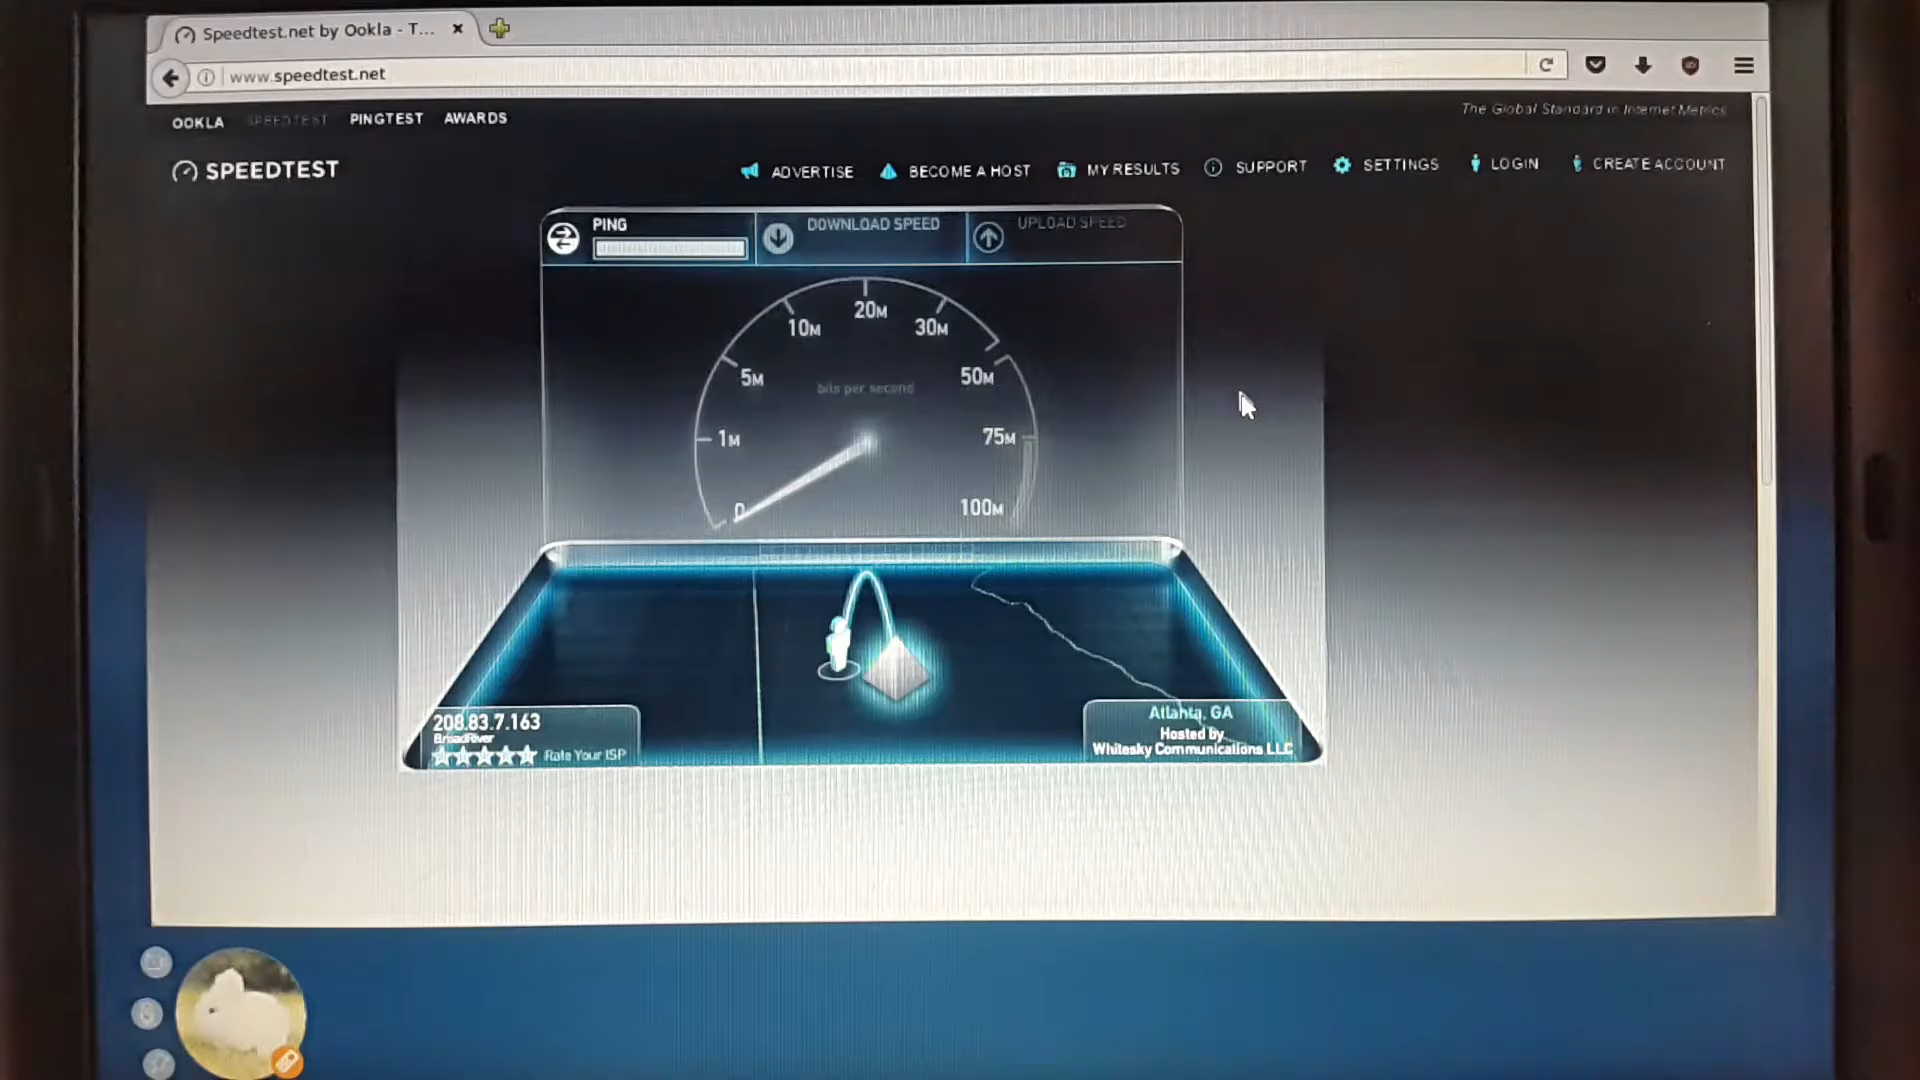 Speedtest.net by Ookla - T...
www.speedtest.net
The Global Standard in Internet Metrics
OOKLA SPEEDTEST PINGTEST AWARDS
SPEEDTEST
ADVERTISE BECOME A HOST MY RESULTS SUPPORT SETTINGS LOGIN CREATE ACCOUNT
PING DOWNLOAD SPEED UPLOAD SPEED
20M
10M 30M
5M bits per second 50M
1M 75M
0 100M
208.83.7.163
BroadRiver
Rate Your ISP
Atlanta, GA
Hosted by
Whitesky Communications LLC